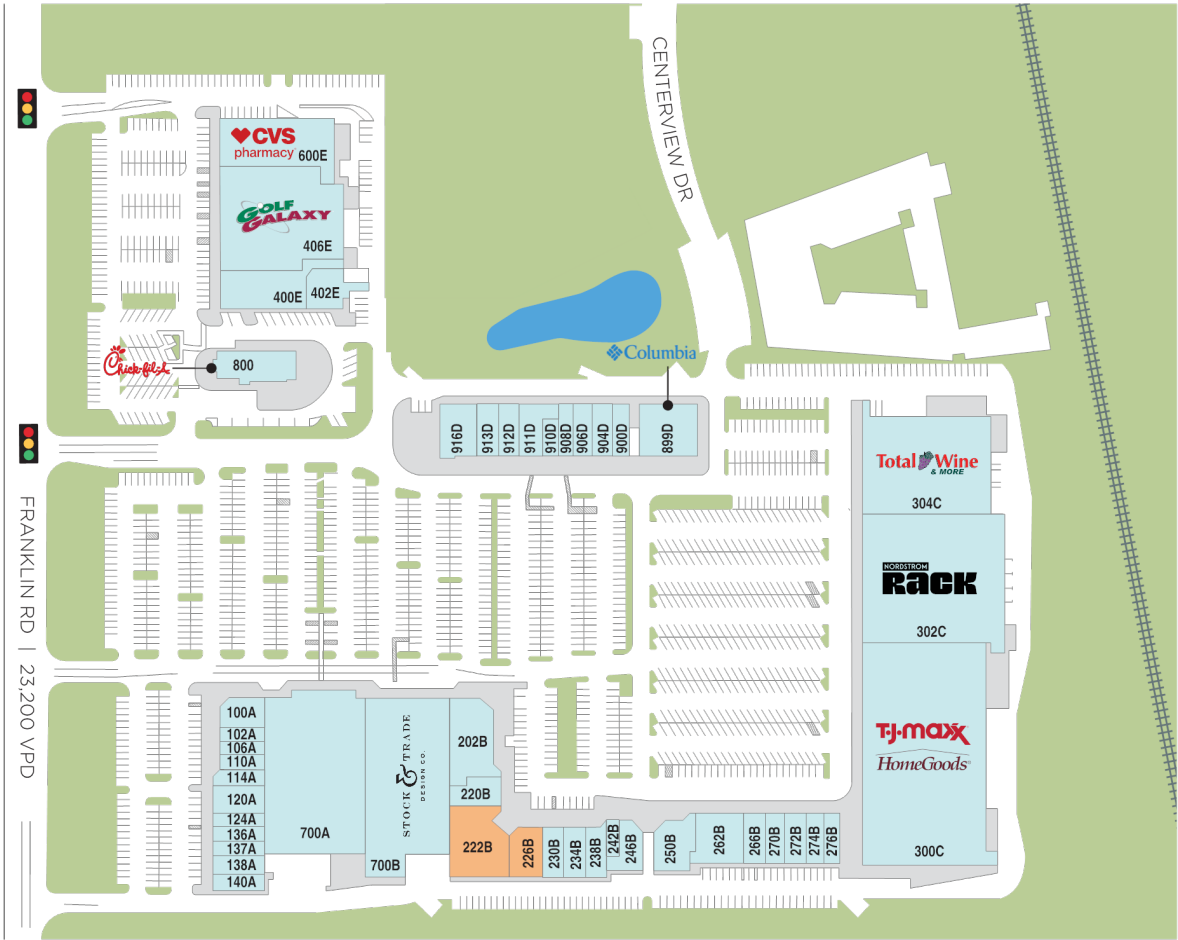 CENTERVIEW DR
CVS
pharmacy
600E
GOLF
GALAXY
406E
400E
402E
Chick-fil-A
800
Columbia
916D
913D
912D
911D
910D
908D
906D
904D
900D
899D
Total Wine
& MORE
304C
NORDSTROM
RACK
302C
T·J·maxx
HomeGoods
300C
FRANKLIN RD | 23,200 VPD
100A
102A
106A
110A
114A
120A
124A
136A
137A
138A
140A
700A
STOCK & TRADE
DESIGN CO.
700B
202B
220B
222B
226B
230B
234B
238B
242B
246B
250B
262B
266B
270B
272B
274B
276B